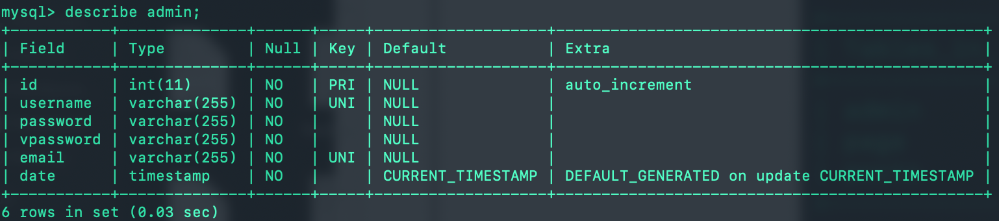 mysql> describe admin;
+-----------+--------------+------+-----+-------------------+-----------------------------------------------+
| Field     | Type         | Null | Key | Default           | Extra                                         |
+-----------+--------------+------+-----+-------------------+-----------------------------------------------+
| id        | int(11)      | NO   | PRI | NULL              | auto_increment                                |
| username  | varchar(255) | NO   | UNI | NULL              |                                               |
| password  | varchar(255) | NO   |     | NULL              |                                               |
| vpassword | varchar(255) | NO   |     | NULL              |                                               |
| email     | varchar(255) | NO   | UNI | NULL              |                                               |
| date      | timestamp    | NO   |     | CURRENT_TIMESTAMP | DEFAULT_GENERATED on update CURRENT_TIMESTAMP |
+-----------+--------------+------+-----+-------------------+-----------------------------------------------+
6 rows in set (0.03 sec)